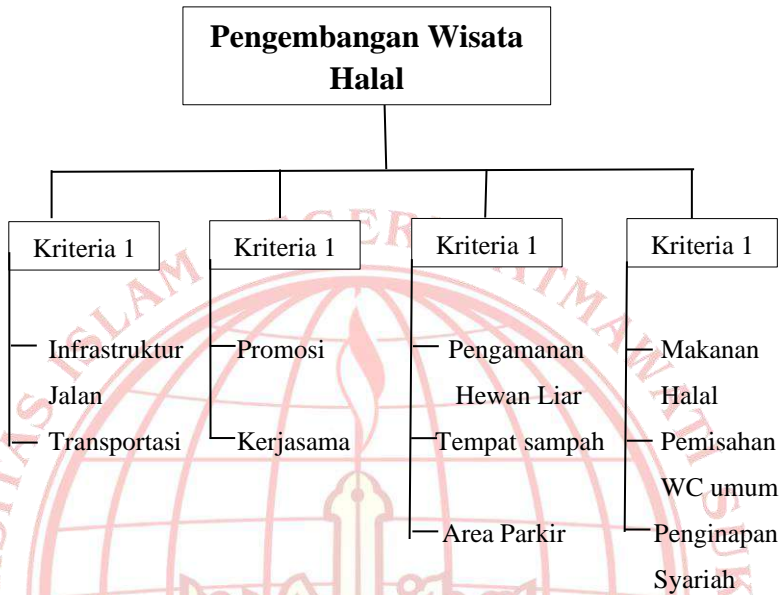 Pengembangan Wisata
Halal
Kriteria 1
Kriteria 1
Kriteria 1
Kriteria 1
Infrastruktur
Jalan
Transportasi
Promosi
Kerjasama
Pengamanan
Hewan Liar
Tempat sampah
Area Parkir
Makanan
Halal
Pemisahan
WC umum
Penginapan
Syariah